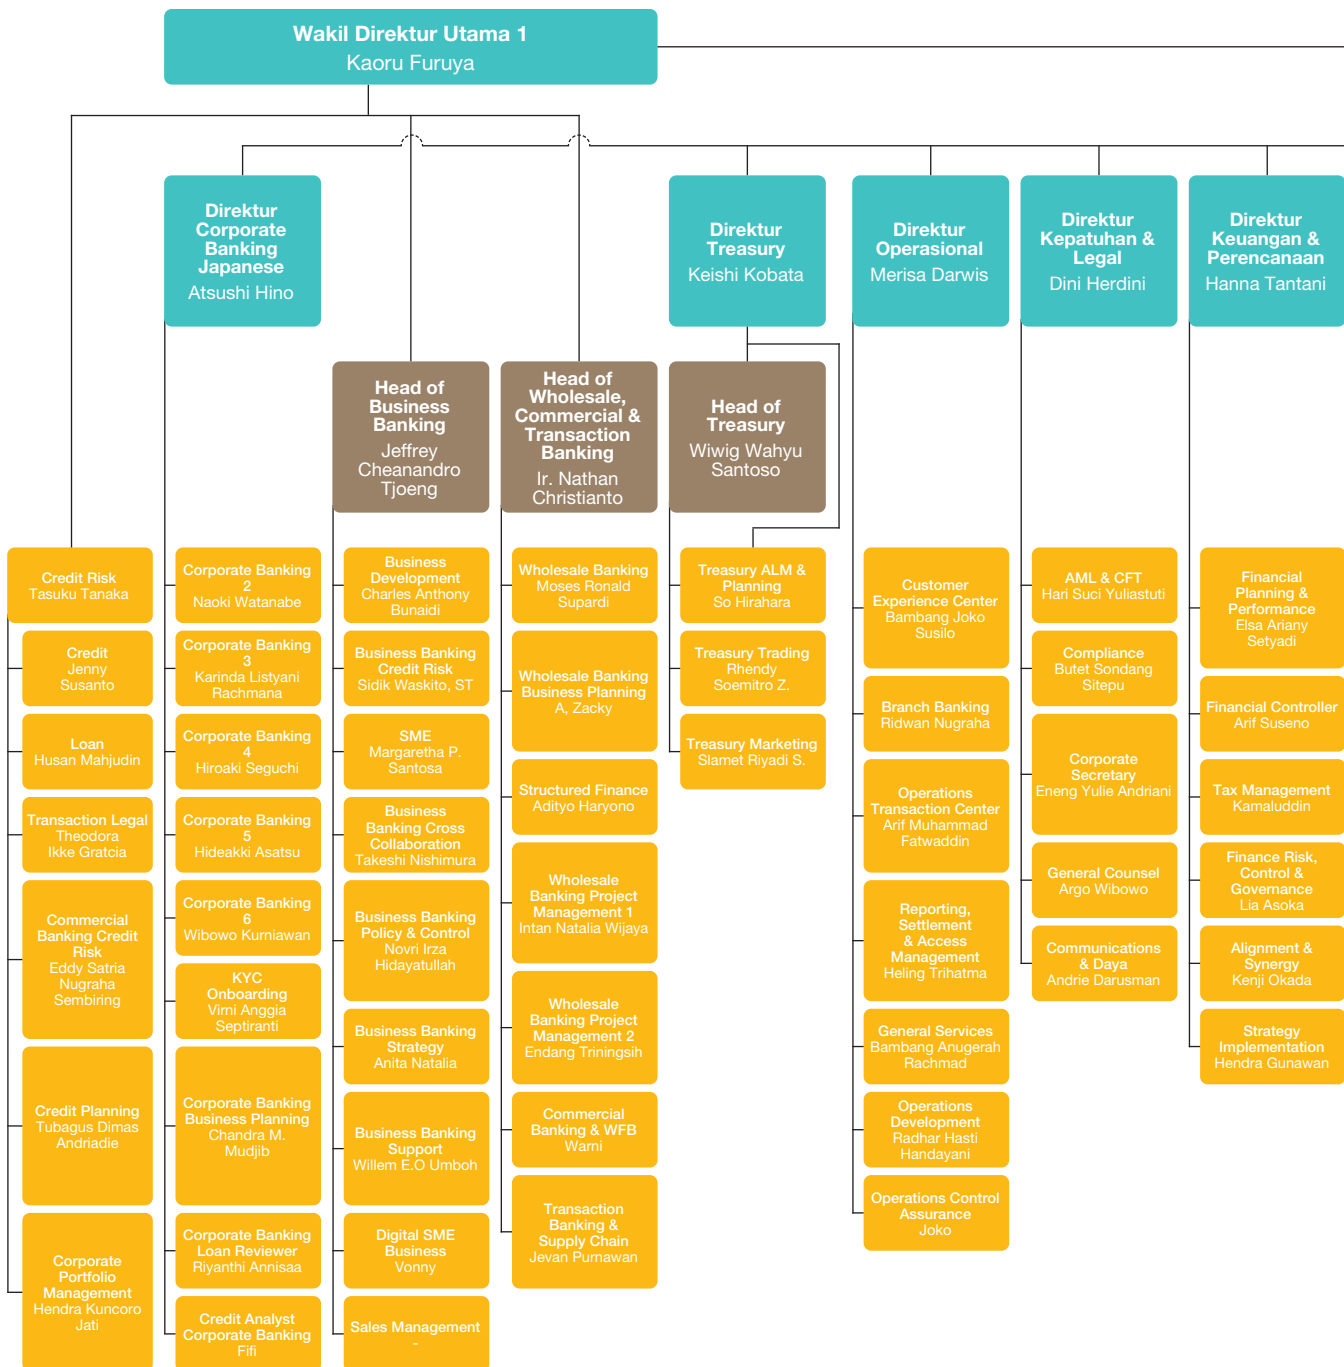 Wakil Direktur Utama 1
Kaoru Furuya
Direktur
Corporate
Banking
Japanese
Atsushi Hino
Direktur
Treasury
Keishi Kobata
Direktur
Operasional
Merisa Darwis
Direktur
Kepatuhan &
Legal
Dini Herdini
Direktur
Keuangan &
Perencanaan
Hanna Tantani
Head of
Business
Banking
Jeffrey
Cheanandro
Tjoeng
Head of
Wholesale,
Commercial &
Transaction
Banking
Ir. Nathan
Christianto
Head of
Treasury
Wiwig Wahyu
Santoso
Credit Risk
Tasuku Tanaka
Credit
Jenny
Susanto
Loan
Husan Mahjudin
Transaction Legal
Theodora
Ikke Gratcia
Commercial
Banking Credit
Risk
Eddy Satria
Nugraha
Sembiring
Credit Planning
Tubagus Dimas
Andriadie
Corporate
Portfolio
Management
Hendra Kuncoro
Jati
Corporate Banking
2
Naoki Watanabe
Corporate Banking
3
Karinda Listyani
Rachmana
Corporate Banking
4
Hiroaki Seguchi
Corporate Banking
5
Hideakki Asatsu
Corporate Banking
6
Wibowo Kurniawan
KYC
Onboarding
Virni Anggia
Septiranti
Corporate Banking
Business Planning
Chandra M.
Mudjib
Corporate Banking
Loan Reviewer
Riyanthi Annisaa
Credit Analyst
Corporate Banking
Fifi
Business
Development
Charles Anthony
Bunaidi
Business Banking
Credit Risk
Sidik Waskito, ST
SME
Margaretha P.
Santosa
Business
Banking Cross
Collaboration
Takeshi Nishimura
Business Banking
Policy & Control
Novri Irza
Hidayatullah
Business Banking
Strategy
Anita Natalia
Business Banking
Support
Willem E.O Umboh
Digital SME
Business
Vonny
Sales Management
-
Wholesale Banking
Moses Ronald
Supardi
Wholesale Banking
Business Planning
A, Zacky
Structured Finance
Adityo Haryono
Wholesale
Banking Project
Management 1
Intan Natalia Wijaya
Wholesale
Banking Project
Management 2
Endang Triningsih
Commercial
Banking & WFB
Warni
Transaction
Banking &
Supply Chain
Jevan Purnawan
Treasury ALM &
Planning
So Hirahara
Treasury Trading
Rhendy
Soemitro Z.
Treasury Marketing
Slamet Riyadi S.
Customer
Experience Center
Bambang Joko
Susilo
Branch Banking
Ridwan Nugraha
Operations
Transaction Center
Arif Muhammad
Fatwaddin
Reporting,
Settlement
& Access
Management
Heling Trihatma
General Services
Bambang Anugerah
Rachmad
Operations
Development
Radhar Hasti
Handayani
Operations Control
Assurance
Joko
AML & CFT
Hari Suci Yuliastuti
Compliance
Butet Sondang
Sitepu
Corporate
Secretary
Eneng Yulie Andriani
General Counsel
Argo Wibowo
Communications
& Daya
Andrie Darusman
Financial
Planning &
Performance
Elsa Ariany
Setyadi
Financial Controller
Arif Suseno
Tax Management
Kamaluddin
Finance Risk,
Control &
Governance
Lia Asoka
Alignment &
Synergy
Kenji Okada
Strategy
Implementation
Hendra Gunawan